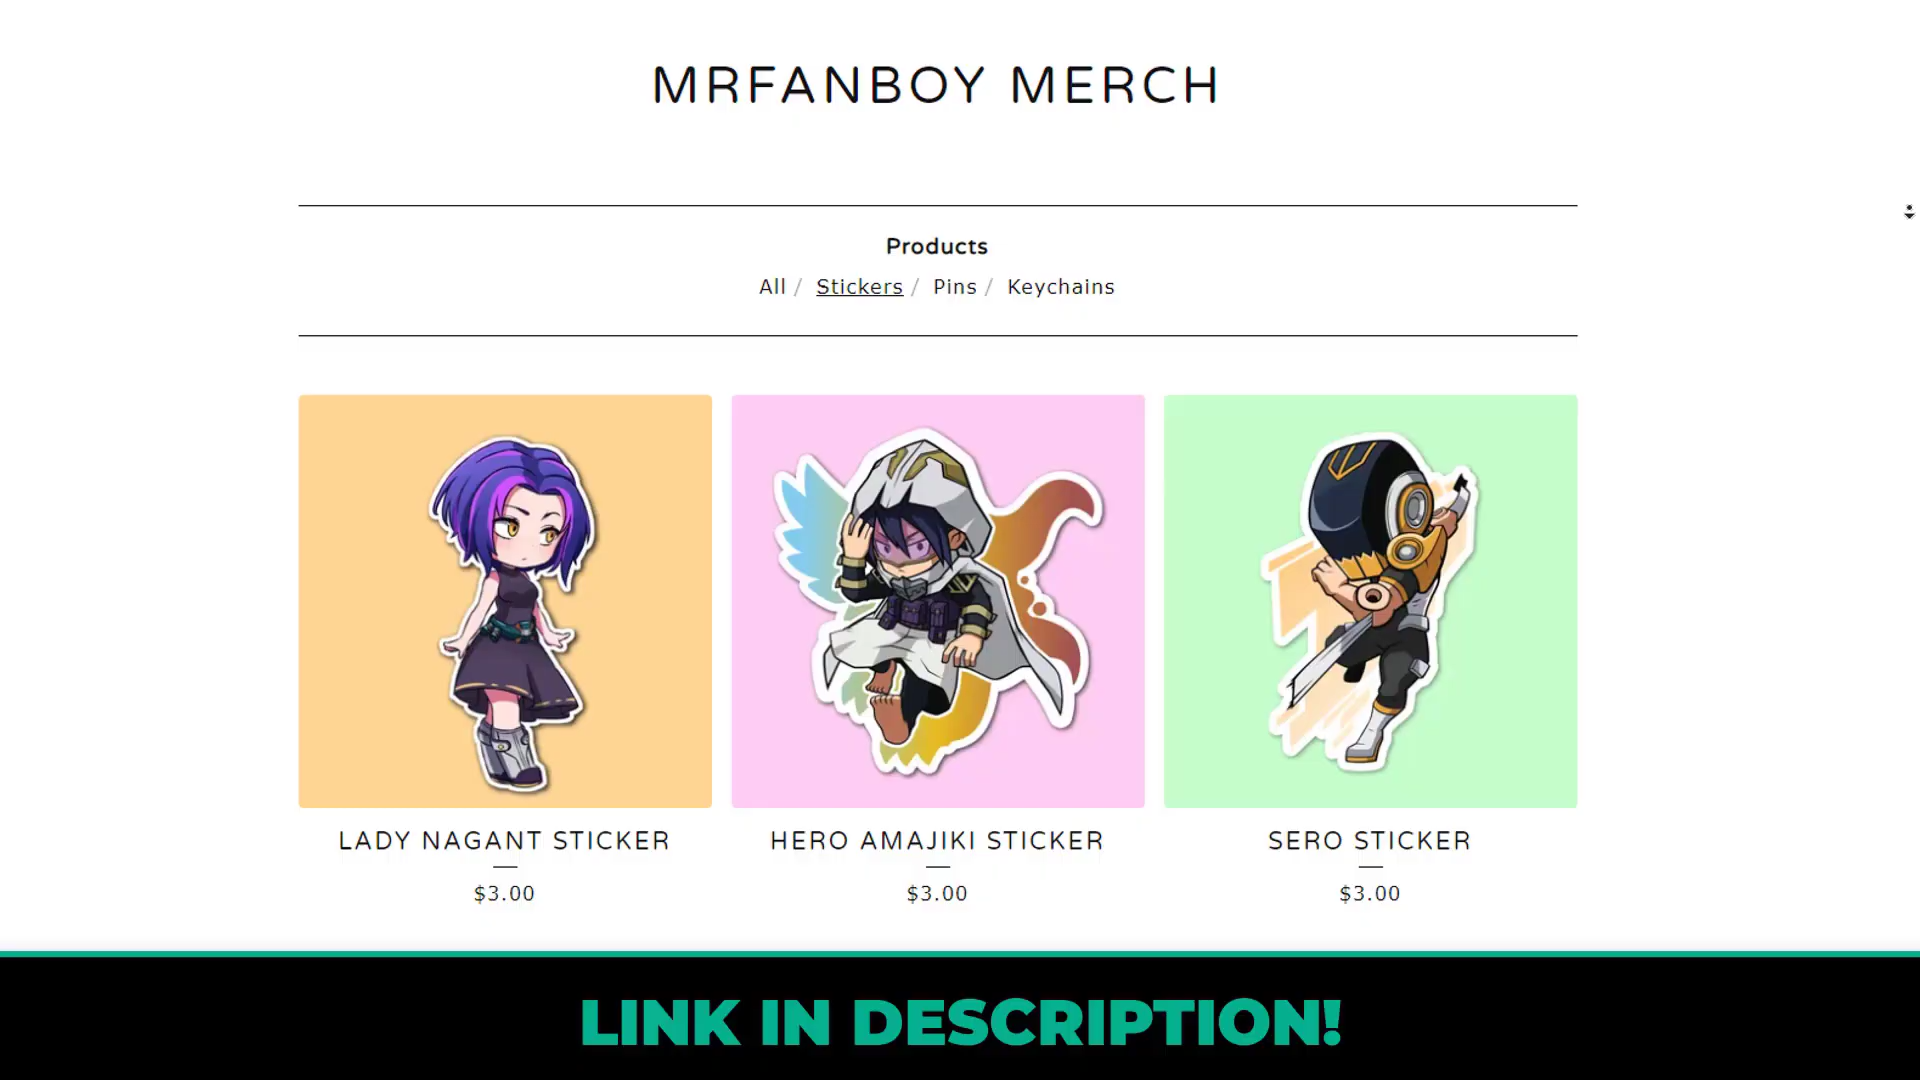 MRFANBOY MERCH
Products
All / Stickers / Pins / Keychains
LADY NAGANT STICKER
$3.00
HERO AMAJIKI STICKER
$3.00
SERO STICKER
$3.00
LINK IN DESCRIPTION!